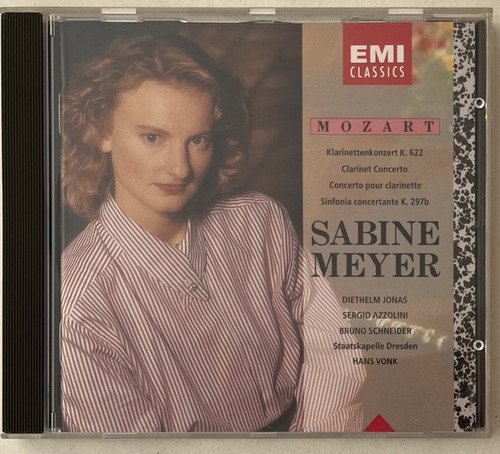 EMI
CLASSICS
MOZART
Klarinettenkonzert K. 622
Clarinet Concerto
Concerto pour clarinette
Sinfonia concertante K. 297b
SABINE
MEYER
DIETHELM JONAS
SERGIO AZZOLINI
BRUNO SCHNEIDER
Staatskapelle Dresden
HANS VONK